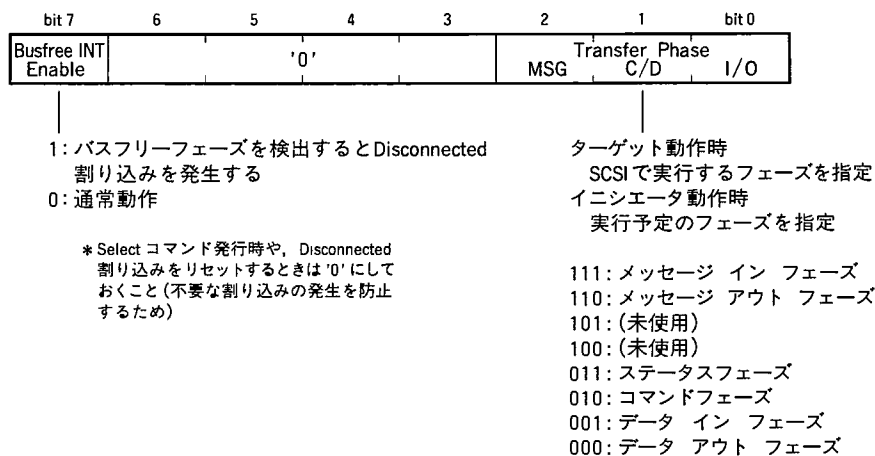 bit 7 6 5 4 3 2 1 bit 0
Busfree INT Enable '0' Transfer Phase
MSG C/D I/O
1:バスフリーフェーズを検出するとDisconnected
割り込みを発生する
0:通常動作
*Select コマンド発行時や,Disconnected
割り込みをリセットするときは'0'にして
おくこと(不要な割り込みの発生を防止
するため)
ターゲット動作時
SCSIで実行するフェーズを指定
イニシエータ動作時
実行予定のフェーズを指定
111:メッセージ イン フェーズ
110:メッセージ アウト フェーズ
101:(未使用)
100:(未使用)
011:ステータスフェーズ
010:コマンドフェーズ
001:データ イン フェーズ
000:データ アウト フェーズ